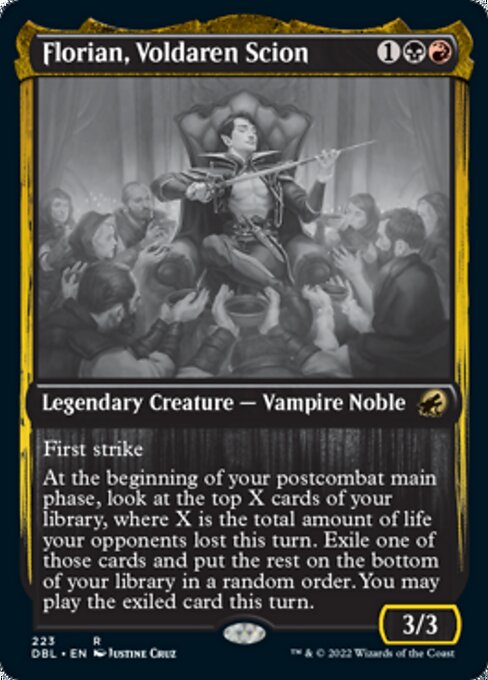 Florian, Voldaren Scion 1
Legendary Creature — Vampire Noble
First strike
At the beginning of your postcombat main
phase, look at the top X cards of your
library, where X is the total amount of life
your opponents lost this turn. Exile one of
those cards and put the rest on the bottom
of your library in a random order. You may
play the exiled card this turn.
3/3
223 R
DBL • EN Justine Cruz ™ & © 2022 Wizards of the Coast